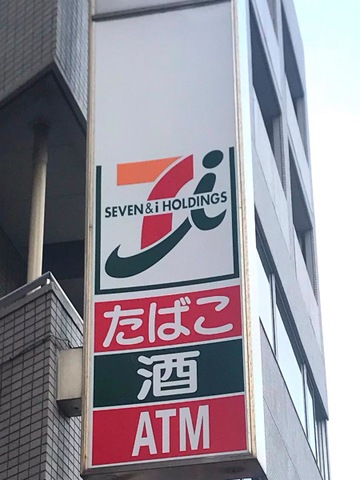 SEVEN & i HOLDINGS
たばこ
酒
ATM